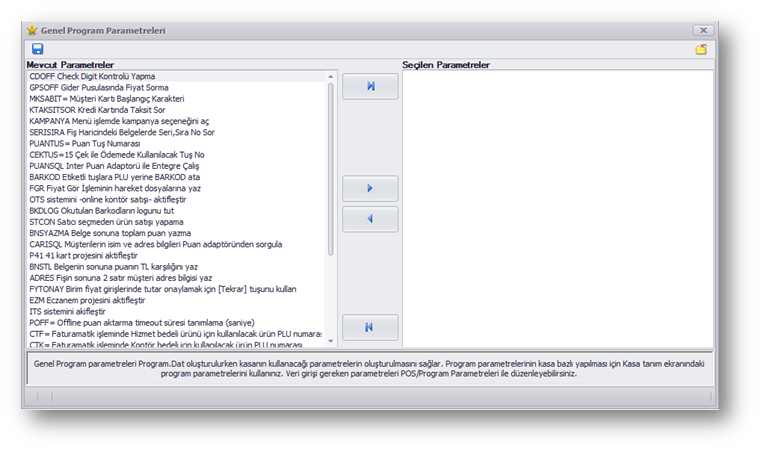 Genel Program Parametreleri
Mevcut Parametreler
Seçilen Parametreler
CDOFF Check Digit Kontrolü Yapma
GPSOFF Gider Pusulasında Fiyat Sorma
MKSABIT= Müşteri Kartı Başlangıç Karakteri
KTAKSITSOR Kredi Kartında Taksit Sor
KAMPANYA Menü işlemde kampanya seçeneğini aç
SERISIRA Fiş Haricindeki Belgelerde Seri,Sıra No Sor
PUANTUS= Puan Tuş Numarası
CEKTUS=15 Çek ile Ödemede Kullanılacak Tuş No
PUANSQL Inter Puan Adaptorü ile Entegre Çalış
BARKOD Etiketli tuşlara PLU yerine BARKOD ata
FGR Fiyat Gör İşleminin hareket dosyalarına yaz
OTS sistemini -online kontör satışı- aktifleştir
BKDLOG Okutulan Barkodların logunu tut
STCON Satıcı seçmeden ürün satışı yapama
BNSYAZMA Belge sonuna toplam puan yazma
CARISQL Müşterilerin isim ve adres bilgileri Puan adaptöründen sorgula
P41 41 kart projesini aktifleştir
BNSTL Belgenin sonuna puanın TL karşılığını yaz
ADRES Fişin sonuna 2 satır müşteri adres bilgisi yaz
FYTONAY Birim fiyat girişlerinde tutar onaylamak için [Tekrar] tuşunu kullan
EZM Eczanem projesini aktifleştir
ITS sistemini akifleştir
POFF= Offline puan aktarma timeout süresi tanımlama (saniye)
CTF= Faturamatik işleminde Hizmet bedeli ürünü için kullanılacak ürün PLU numaras
CTK= Faturamatik işleminde Kontör bedeli için kullanılacak ürün PLU numarası
Genel Program parametreleri Program.Dat oluşturulurken kasanın kullanacağı parametrelerin oluşturulmasını sağlar. Program parametrelerinin kasa bazlı yapılması için Kasa tanım ekranındaki
program parametrelerini kullanınız. Veri girişi gereken parametreleri POS/Program Parametreleri ile düzenleyebilirsiniz.